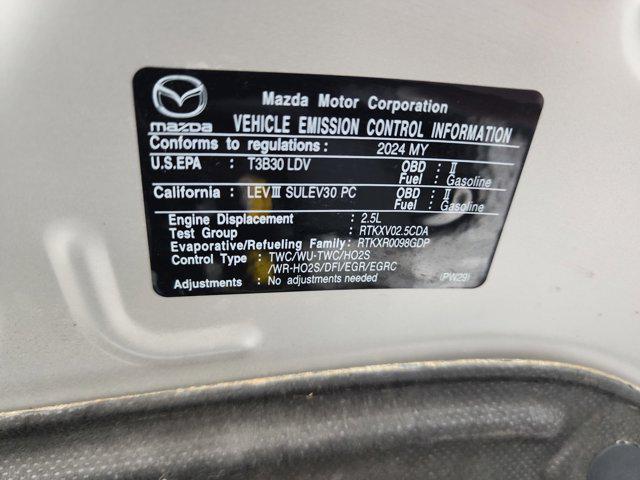 Mazda Motor Corporation
mazda VEHICLE EMISSION CONTROL INFORMATION
Conforms to regulations : 2024 MY
U.S.EPA : T3B30 LDV OBD : II
Fuel : Gasoline
California : LEV III SULEV30 PC OBD : II
Fuel : Gasoline
Engine Displacement : 2.5L
Test Group : RTKXV02.5CDA
Evaporative/Refueling Family: RTKXR0098GDP
Control Type : TWC/WU-TWC/HO2S
/WR-HO2S/DFI/EGR/EGRC
Adjustments : No adjustments needed (PW29)